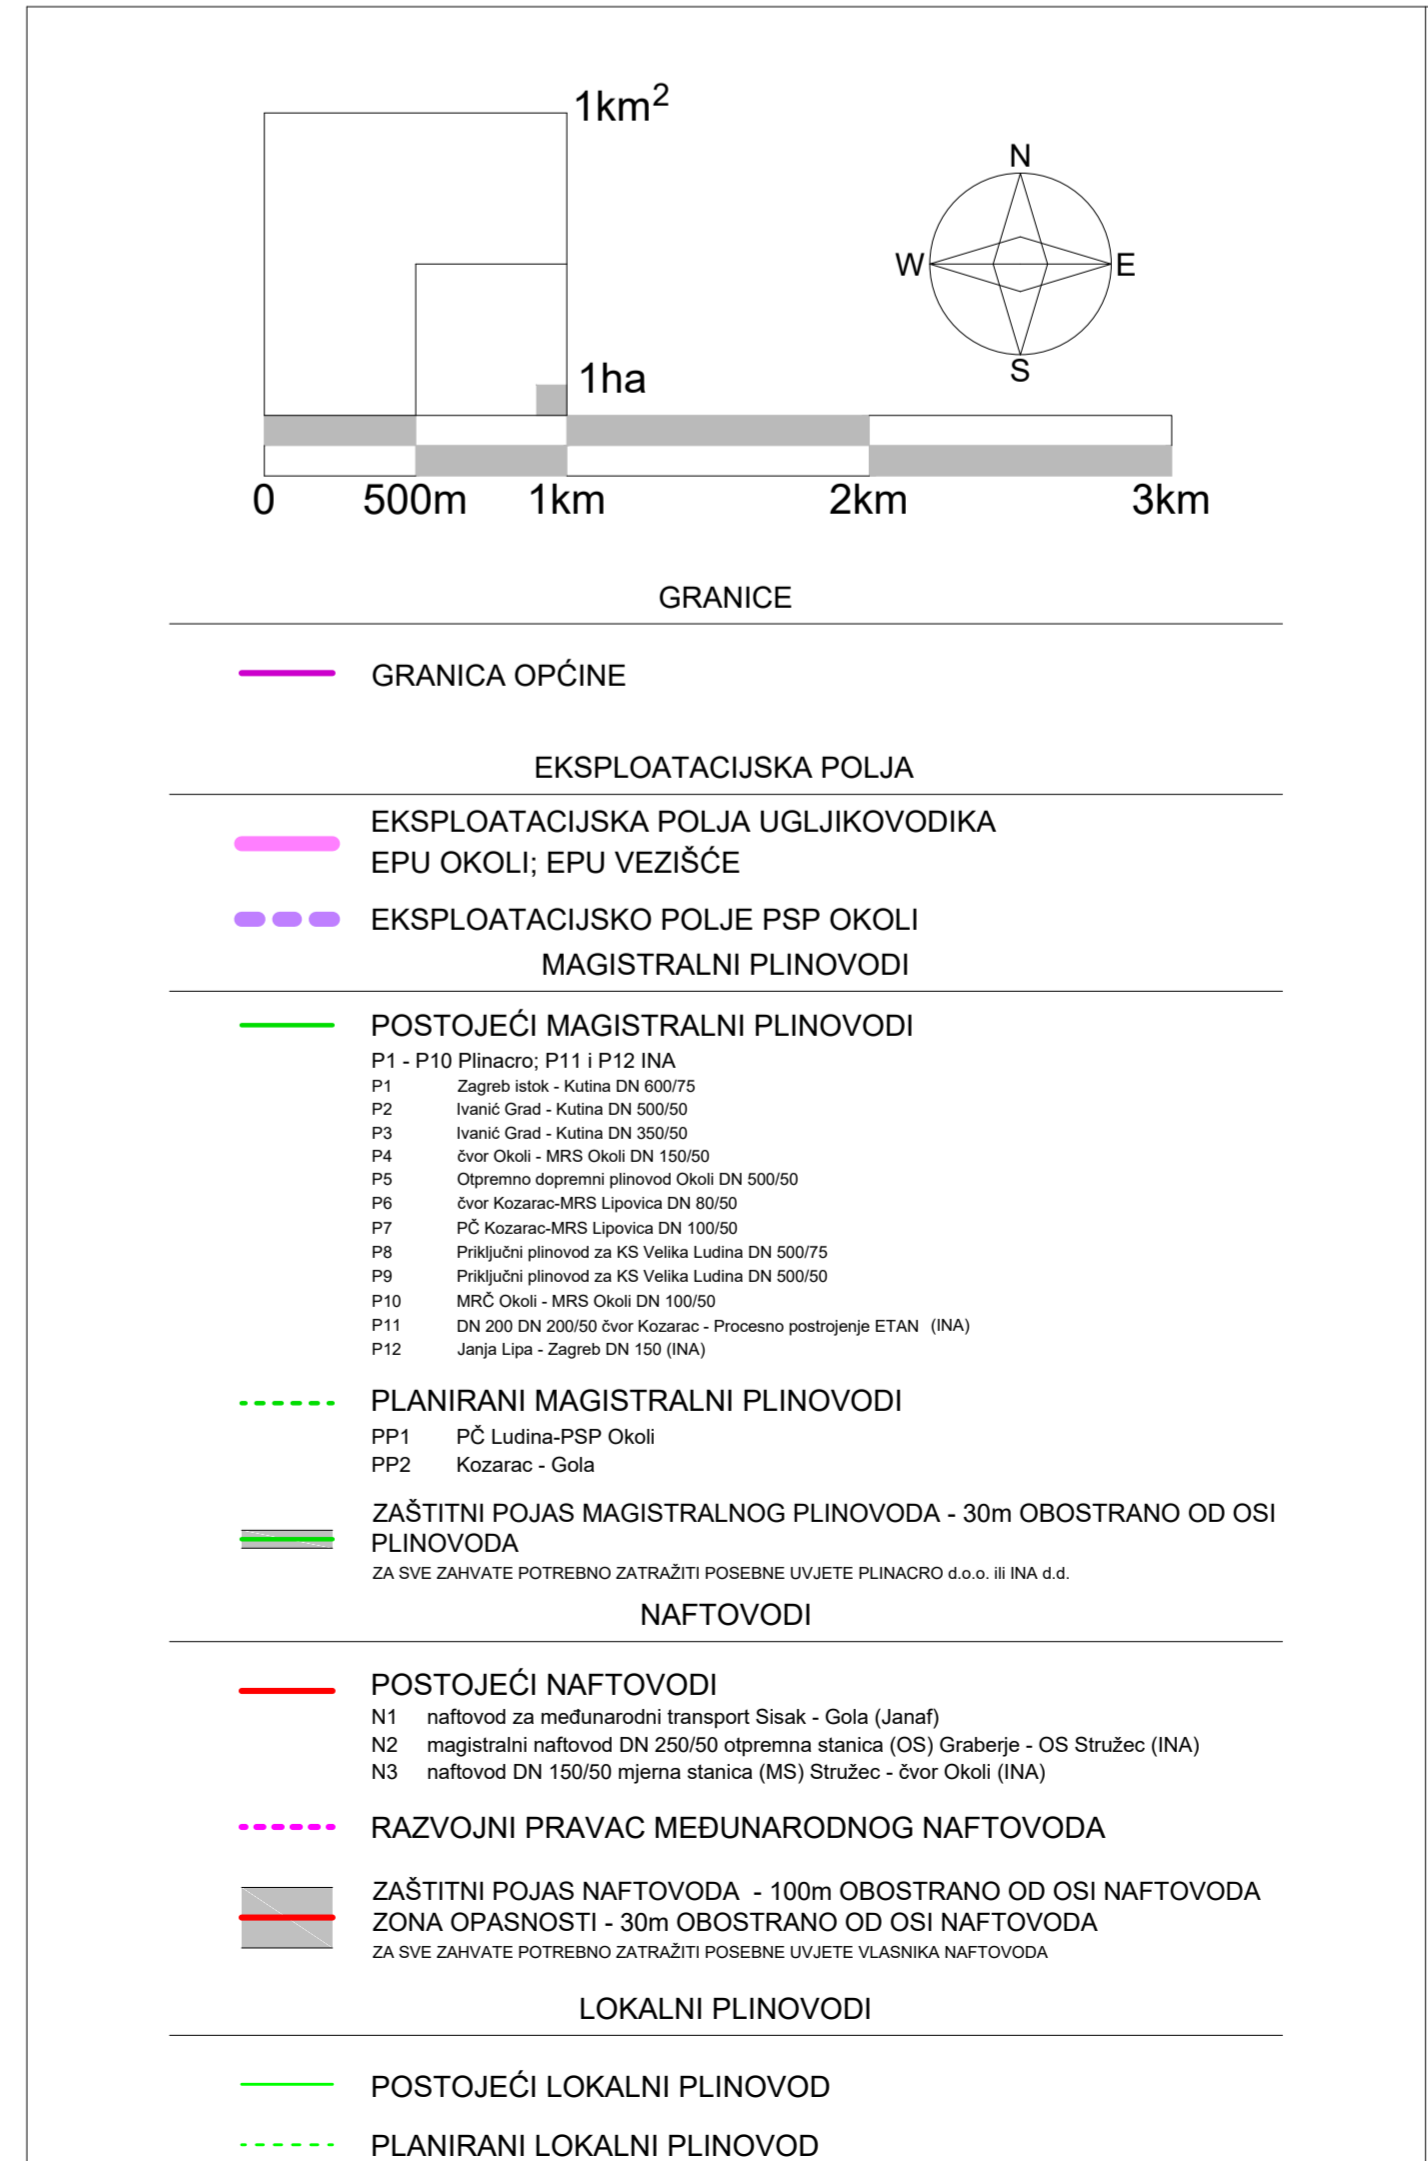 1km²
N
W
E
S
1ha
0 500m 1km 2km 3km
GRANICE
GRANICA OPĆINE
EKSPLOATACIJSKA POLJA
EKSPLOATACIJSKA POLJA UGLJIKOVODIKA
EPU OKOLI; EPU VEZIŠĆE
EKSPLOATACIJSKO POLJE PSP OKOLI
MAGISTRALNI PLINOVODI
POSTOJEĆI MAGISTRALNI PLINOVODI
P1 - P10 Plinacro; P11 i P12 INA
P1 Zagreb istok - Kutina DN 600/75
P2 Ivanić Grad - Kutina DN 500/50
P3 Ivanić Grad - Kutina DN 350/50
P4 čvor Okoli - MRS Okoli DN 150/50
P5 Otpremno dopremni plinovod Okoli DN 500/50
P6 čvor Kozarac-MRS Lipovica DN 80/50
P7 PČ Kozarac-MRS Lipovica DN 100/50
P8 Priključni plinovod za KS Velika Ludina DN 500/75
P9 Priključni plinovod za KS Velika Ludina DN 500/50
P10 MRČ Okoli - MRS Okoli DN 100/50
P11 DN 200 DN 200/50 čvor Kozarac - Procesno postrojenje ETAN (INA)
P12 Janja Lipa - Zagreb DN 150 (INA)
PLANIRANI MAGISTRALNI PLINOVODI
PP1 PČ Ludina-PSP Okoli
PP2 Kozarac - Gola
ZAŠTITNI POJAS MAGISTRALNOG PLINOVODA - 30m OBOSTRANO OD OSI
PLINOVODA
ZA SVE ZAHVATE POTREBNO ZATRAŽITI POSEBNE UVJETE PLINACRO d.o.o. ili INA d.d.
NAFTOVODI
POSTOJEĆI NAFTOVODI
N1 naftovod za međunarodni transport Sisak - Gola (Janaf)
N2 magistralni naftovod DN 250/50 otpremna stanica (OS) Graberje - OS Stružec (INA)
N3 naftovod DN 150/50 mjerna stanica (MS) Stružec - čvor Okoli (INA)
RAZVOJNI PRAVAC MEĐUNARODNOG NAFTOVODA
ZAŠTITNI POJAS NAFTOVODA - 100m OBOSTRANO OD OSI NAFTOVODA
ZONA OPASNOSTI - 30m OBOSTRANO OD OSI NAFTOVODA
ZA SVE ZAHVATE POTREBNO ZATRAŽITI POSEBNE UVJETE VLASNIKA NAFTOVODA
LOKALNI PLINOVODI
POSTOJEĆI LOKALNI PLINOVOD
PLANIRANI LOKALNI PLINOVOD